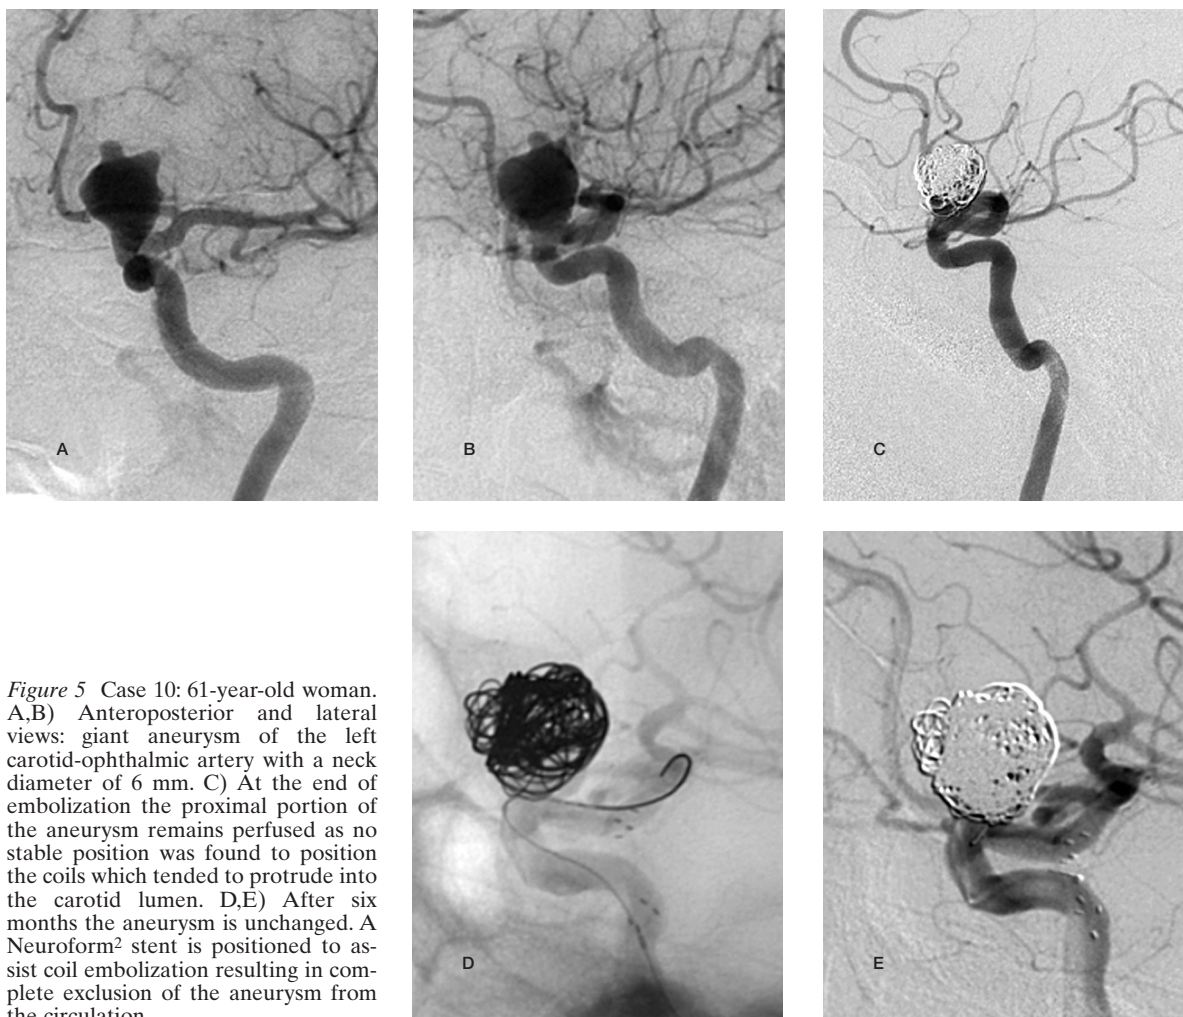 A
B
C
D
E
Figure 5 Case 10: 61-year-old woman.
A,B) Anteroposterior and lateral
views: giant aneurysm of the left
carotid-ophthalmic artery with a neck
diameter of 6 mm. C) At the end of
embolization the proximal portion of
the aneurysm remains perfused as no
stable position was found to position
the coils which tended to protrude into
the carotid lumen. D,E) After six
months the aneurysm is unchanged. A
Neuroform² stent is positioned to as-
sist coil embolization resulting in com-
plete exclusion of the aneurysm from
the circulation.